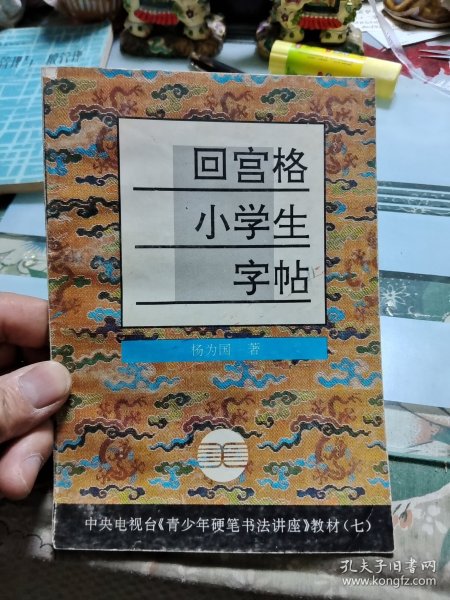 回宫格
小学生
字帖
杨为国 著
中央电视台《青少年硬笔书法讲座》教材(七)
孔夫子旧书网
www.kongfz.com